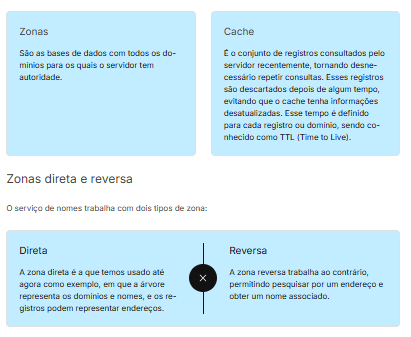 Zonas
São as bases de dados com todos os do-
mínios para os quais o servidor tem
autoridade.
Cache
É o conjunto de registros consultados pelo
servidor recentemente, tornando desne-
cessário repetir consultas. Esses registros
são descartados depois de algum tempo,
evitando que o cache tenha informações
desatualizadas. Esse tempo é definido
para cada registro ou domínio, sendo co-
nhecido como TTL (Time to Live).
Zonas direta e reversa
O serviço de nomes trabalha com dois tipos de zona:
Direta
A zona direta é a que temos usado até
agora como exemplo, em que a árvore
representa os domínios e nomes, e os re-
gistros podem representar endereços.
Reversa
A zona reversa trabalha ao contrário,
permitindo pesquisar por um endereço e
obter um nome associado.